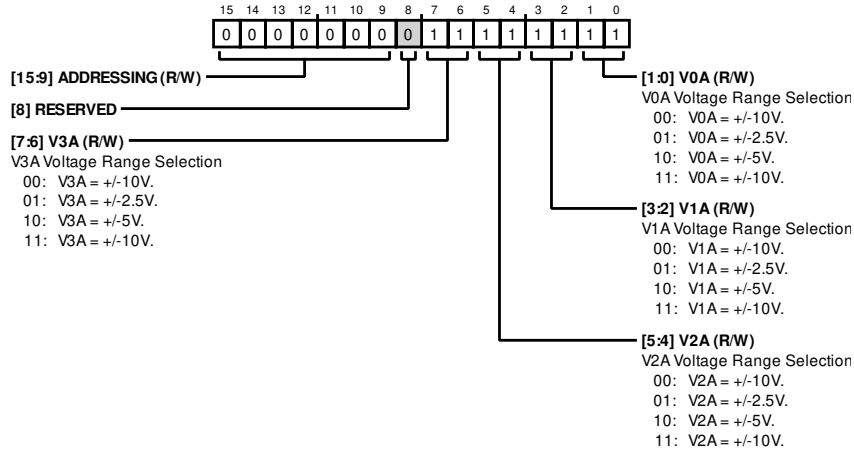 15 14 13 12 11 10 9 8 7 6 5 4 3 2 1 0
0 0 0 0 0 0 0 0 1 1 1 1 1 1 1 1
[15:9] ADDRESSING (R/W)
[8] RESERVED
[7:6] V3A (R/W)
V3A Voltage Range Selection
00: V3A = +/-10V.
01: V3A = +/-2.5V.
10: V3A = +/-5V.
11: V3A = +/-10V.
[1:0] V0A (R/W)
V0A Voltage Range Selection
00: V0A = +/-10V.
01: V0A = +/-2.5V.
10: V0A = +/-5V.
11: V0A = +/-10V.
[3:2] V1A (R/W)
V1A Voltage Range Selection
00: V1A = +/-10V.
01: V1A = +/-2.5V.
10: V1A = +/-5V.
11: V1A = +/-10V.
[5:4] V2A (R/W)
V2A Voltage Range Selection
00: V2A = +/-10V.
01: V2A = +/-2.5V.
10: V2A = +/-5V.
11: V2A = +/-10V.